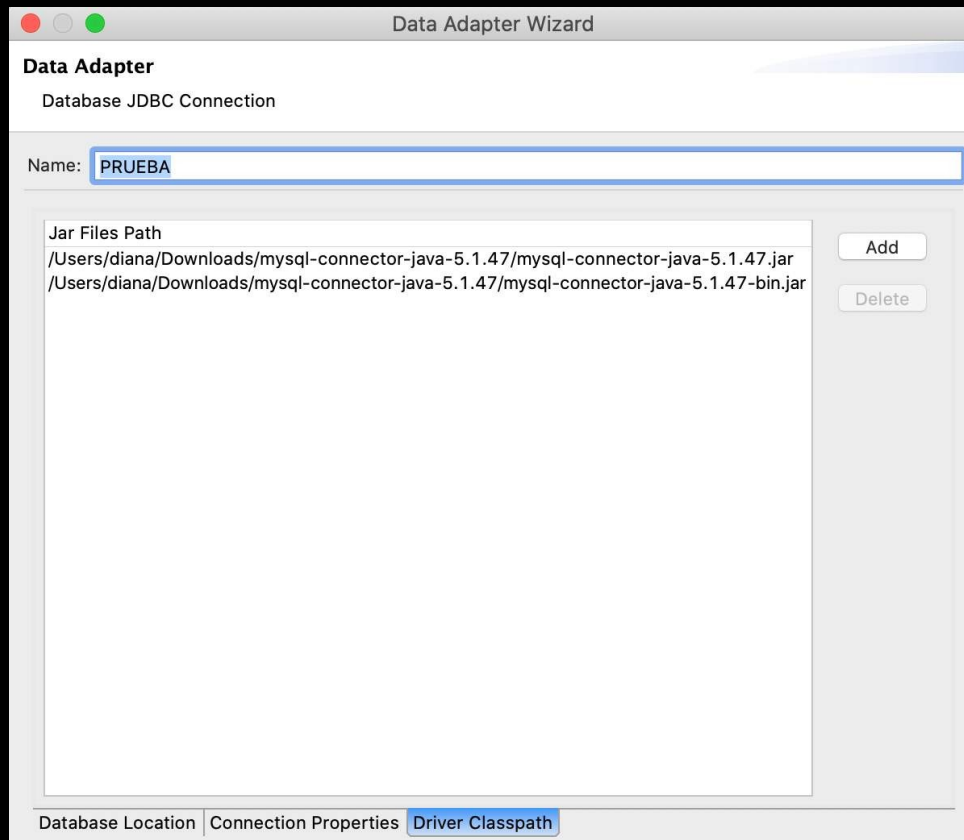 Data Adapter Wizard
Data Adapter
Database JDBC Connection
Name: PRUEBA
Jar Files Path
Add
/Users/diana/Downloads/mysql-connector-java-5.1.47/mysql-connector-java-5.1.47.jar
/Users/diana/Downloads/mysql-connector-java-5.1.47/mysql-connector-java-5.1.47-bin.jar
Delete
Database Location Connection Properties Driver Classpath